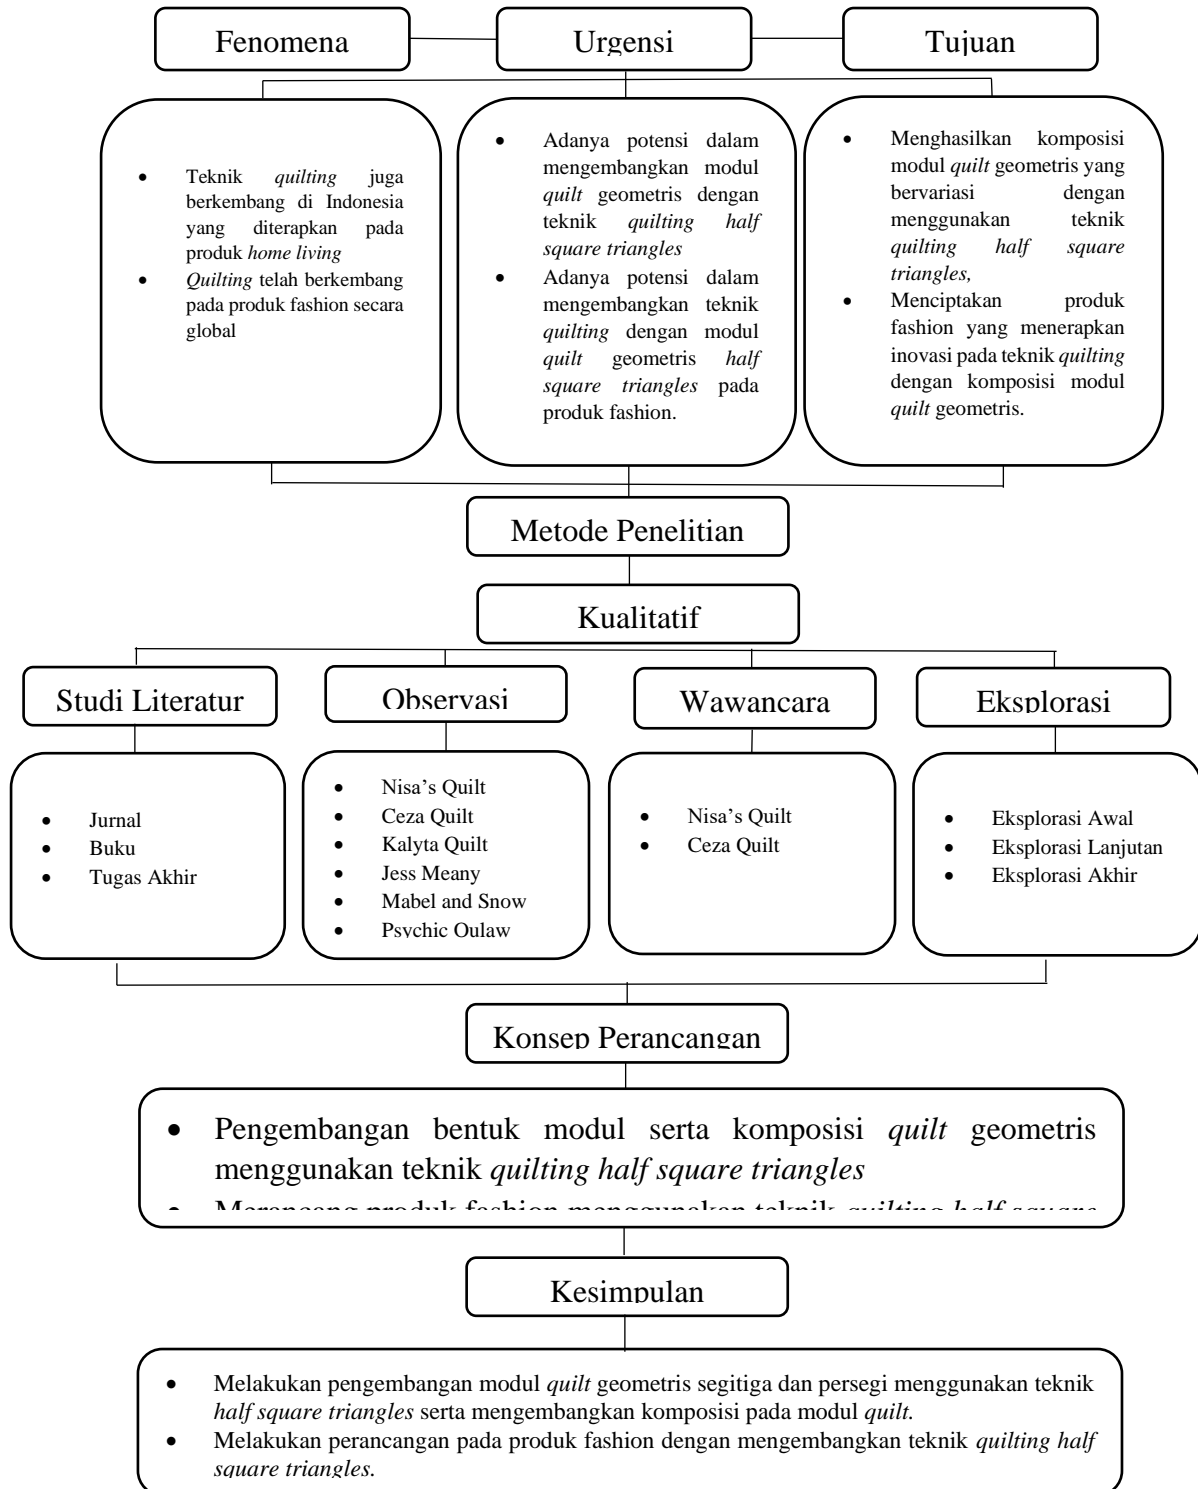 Fenomena
Urgensi
Tujuan
• Teknik quilting juga
berkembang di Indonesia
yang diterapkan pada
produk home living
• Quilting telah berkembang
pada produk fashion secara
global
• Adanya potensi dalam
mengembangkan modul
quilt geometris dengan
teknik quilting half
square triangles
• Adanya potensi dalam
mengembangkan teknik
quilting dengan modul
quilt geometris half
square triangles pada
produk fashion.
• Menghasilkan komposisi
modul quilt geometris yang
bervariasi dengan
menggunakan teknik
quilting half square
triangles,
• Menciptakan produk
fashion yang menerapkan
inovasi pada teknik quilting
dengan komposisi modul
quilt geometris.
Metode Penelitian
Kualitatif
Studi Literatur
Observasi
Wawancara
Eksplorasi
• Jurnal
• Buku
• Tugas Akhir
• Nisa’s Quilt
• Ceza Quilt
• Kalyta Quilt
• Jess Meany
• Mabel and Snow
• Psychic Oulaw
• Nisa’s Quilt
• Ceza Quilt
• Eksplorasi Awal
• Eksplorasi Lanjutan
• Eksplorasi Akhir
Konsep Perancangan
• Pengembangan bentuk modul serta komposisi quilt geometris
menggunakan teknik quilting half square triangles
• Merancang produk fashion menggunakan teknik quilting half square
Kesimpulan
• Melakukan pengembangan modul quilt geometris segitiga dan persegi menggunakan teknik
half square triangles serta mengembangkan komposisi pada modul quilt.
• Melakukan perancangan pada produk fashion dengan mengembangkan teknik quilting half
square triangles.